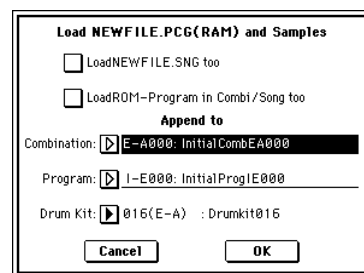 Load NEWFILE.PCG(RAM) and Samples
LoadNEWFILE.SNG too
LoadROM-Program in Combi/Song too
Append to
Combination: E-A000: InitialCombEA000
Program: I-E000: InitialProgIE000
Drum Kit: 016(E-A) : Drumkit016
Cancel OK